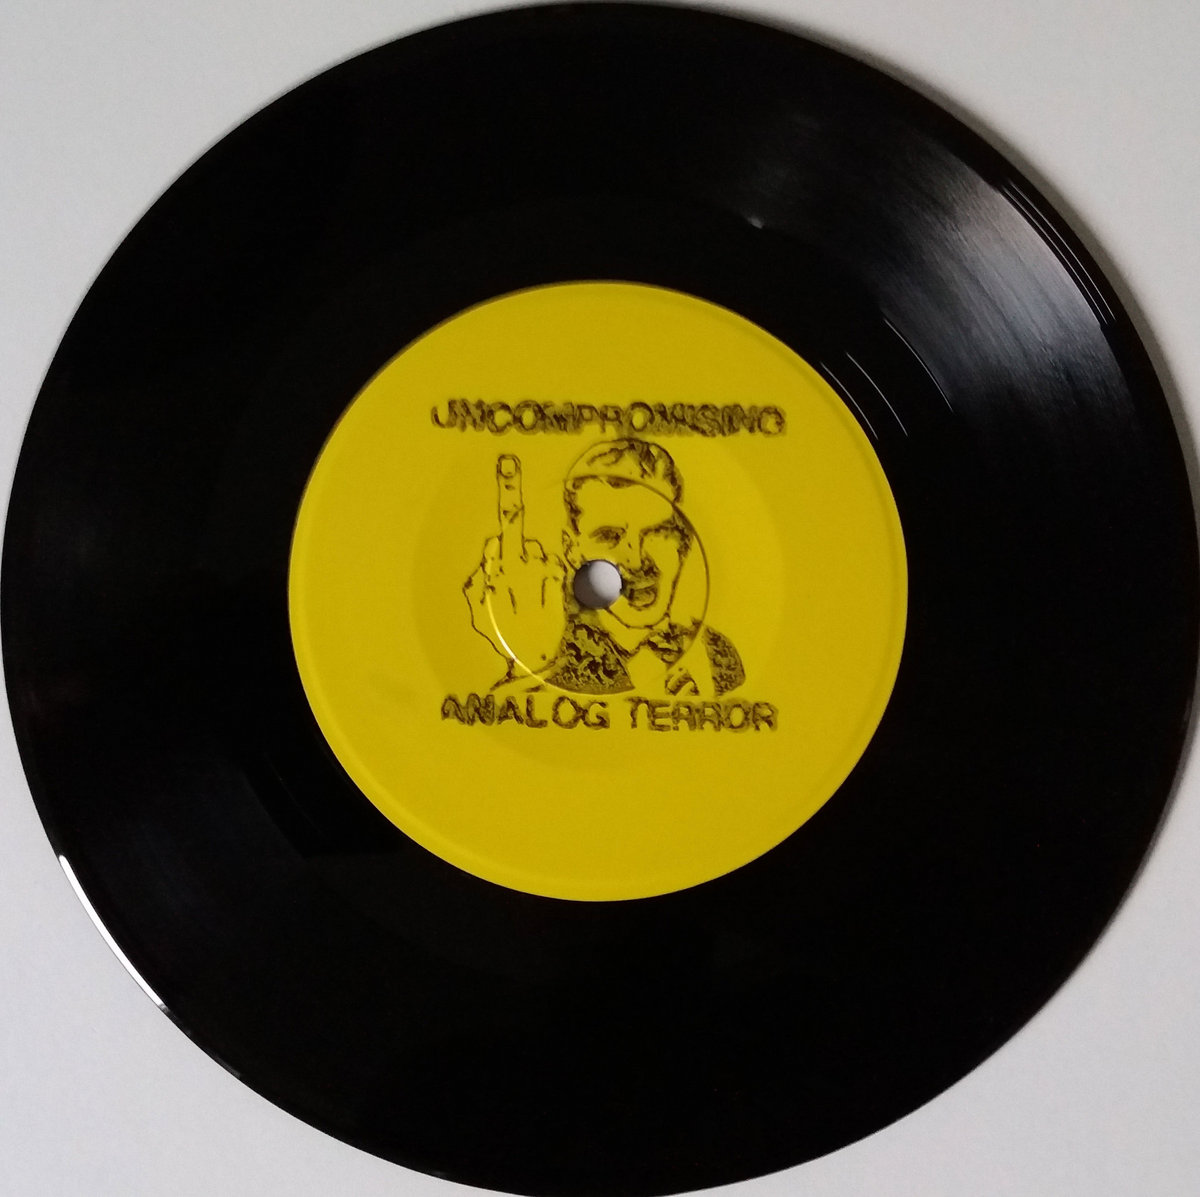 UNCOMPROMISING
ANALOG TERROR